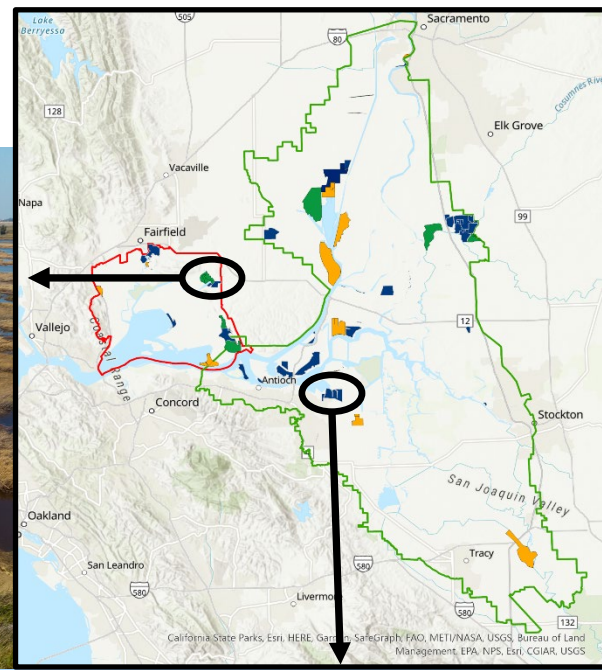 Lake
Berryessa
505
80
Sacramento
Cosumnes River
128
Elk Grove
Vacaville
Napa
99
Fairfield
Vallejo
Coastal Range
12
Antioch
Concord
Stockton
San Joaquin Valley
Oakland
580
Tracy
San Leandro
580
580
Livermore
132
California State Parks, Esri, HERE, Garmin, SafeGraph, FAO, METI/NASA, USGS, Bureau of Land
Management, EPA, NPS, Esri, CGIAR, USGS